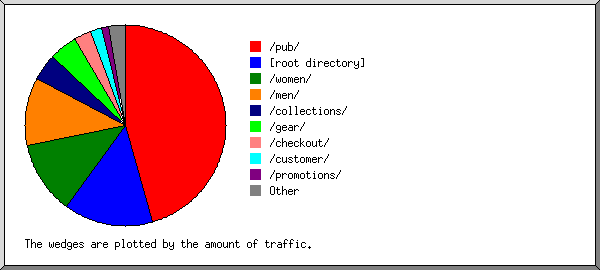 /pub/
[root directory]
/women/
/men/
/collections/
/gear/
/checkout/
/customer/
/promotions/
Other
The wedges are plotted by the amount of traffic.